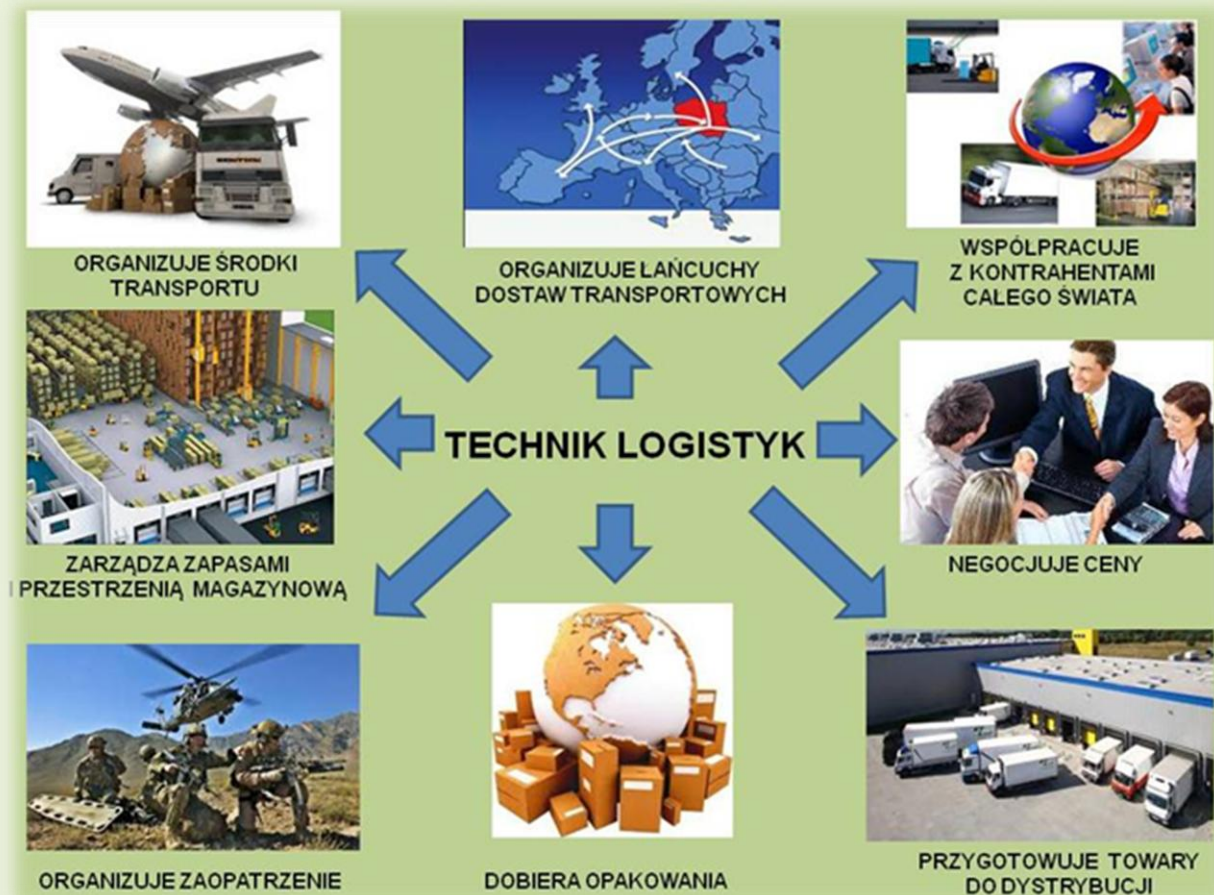 ORGANIZUJE ŚRODKI
TRANSPORTU
ORGANIZUJE ŁAŃCUCHY
DOSTAW TRANSPORTOWYCH
WSPÓŁPRACUJE
Z KONTRAHENTAMI
CAŁEGO ŚWIATA
TECHNIK LOGISTYK
ZARZĄDZA ZAPASAMI
I PRZESTRZENIĄ MAGAZYNOWĄ
NEGOCJUJE CENY
ORGANIZUJE ZAOPATRZENIE
DOBIERA OPAKOWANIA
PRZYGOTOWUJE TOWARY
DO DYSTRYBUCJI